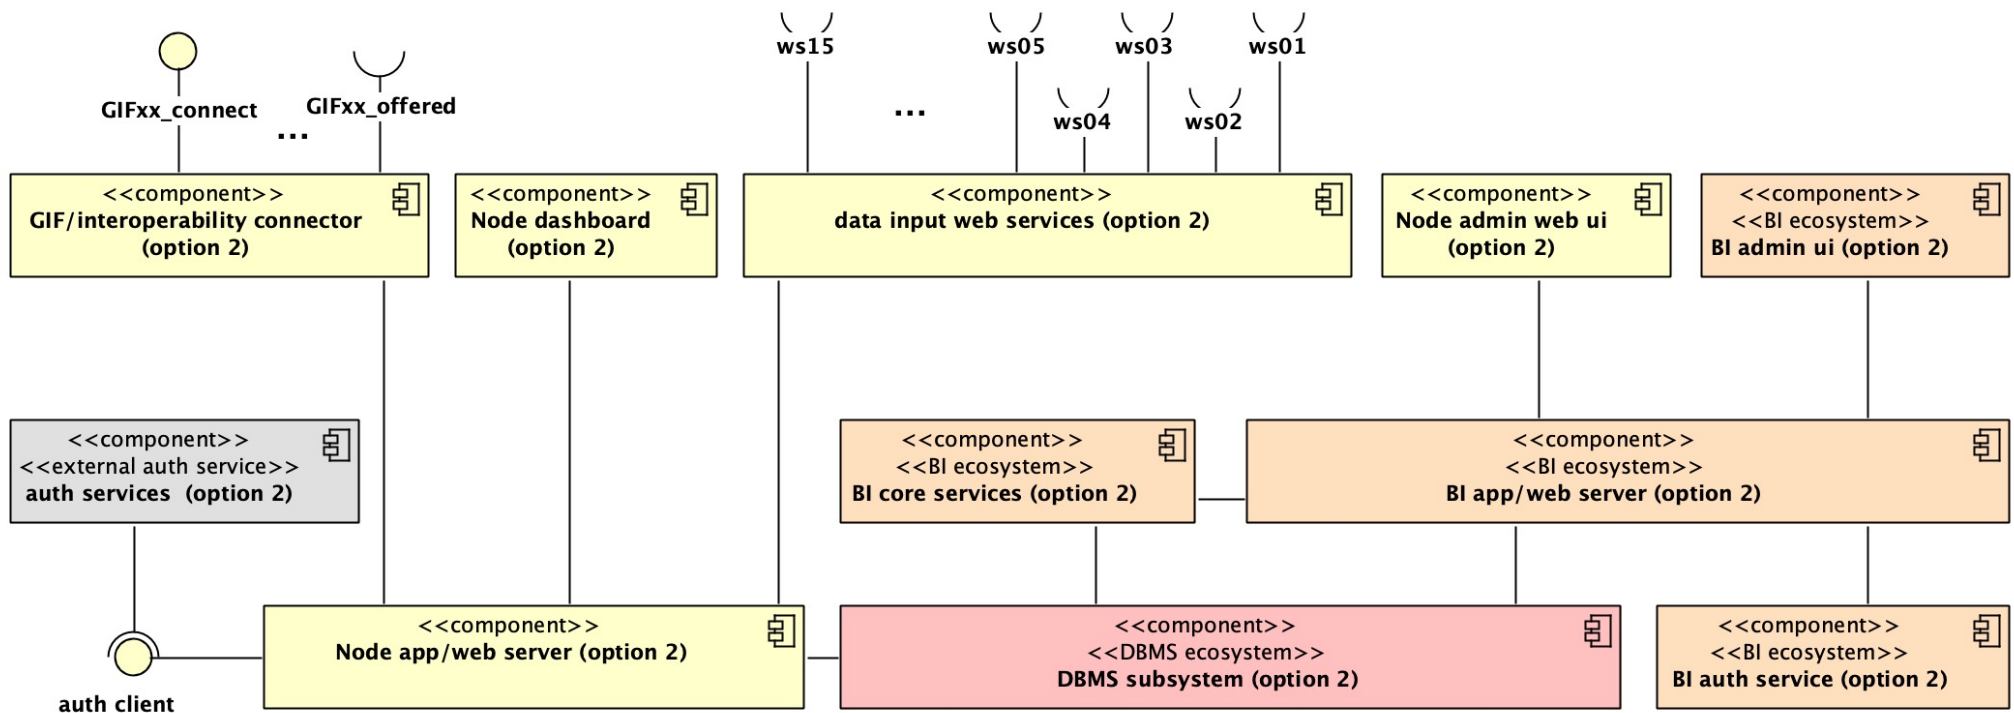 ws15
ws05
ws03
ws01
GIFxx_connect
GIFxx_offered
...
...
ws04
ws02
<<component>>
GIF/interoperability connector
(option 2)
<<component>>
Node dashboard
(option 2)
<<component>>
data input web services (option 2)
<<component>>
Node admin web ui
(option 2)
<<component>>
<<BI ecosystem>>
BI admin ui (option 2)
<<component>>
<<external auth service>>
auth services  (option 2)
<<component>>
<<BI ecosystem>>
BI core services (option 2)
<<component>>
<<BI ecosystem>>
BI app/web server (option 2)
auth client
<<component>>
Node app/web server (option 2)
<<component>>
<<DBMS ecosystem>>
DBMS subsystem (option 2)
<<component>>
<<BI ecosystem>>
BI auth service (option 2)